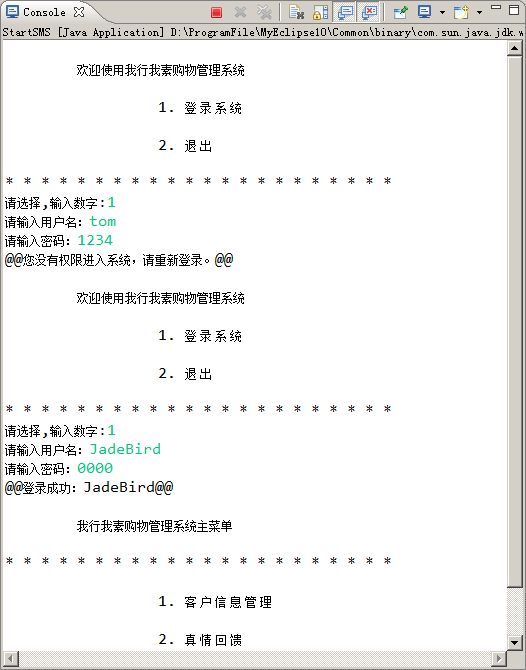 Console
StartSMS [Java Application] D:\ProgramFile\MyEclipse10\Common\binary\com.sun.java.jdk.w
欢迎使用我行我素购物管理系统
1. 登录系统
2. 退出
* * * * * * * * * * * * * * * * * * * * * *
请选择,输入数字:1
请输入用户名：tom
请输入密码：1234
@@您没有权限进入系统，请重新登录。@@
欢迎使用我行我素购物管理系统
1. 登录系统
2. 退出
* * * * * * * * * * * * * * * * * * * * * *
请选择,输入数字:1
请输入用户名：JadeBird
请输入密码：0000
@@登录成功：JadeBird@@
我行我素购物管理系统主菜单
* * * * * * * * * * * * * * * * * * * * * *
1. 客户信息管理
2. 真情回馈